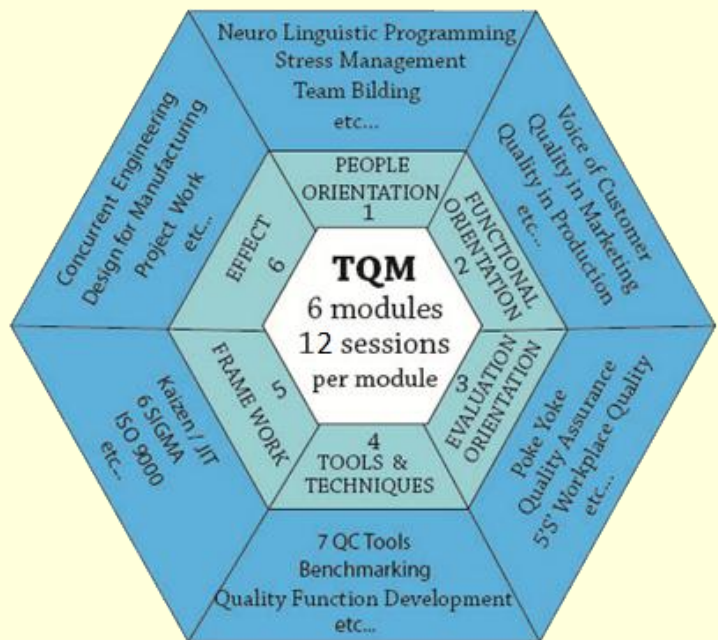 Neuro Linguistic Programming
Stress Management
Team Bilding
etc...
PEOPLE
ORIENTATION
1
Voice of Customer
Quality in Marketing
Quality in Production
etc...
FUNCTIONAL
ORIENTATION
2
Poke Yoke
Quality Assurance
5'S' Workplace Quality
etc...
3
EVALUATION
ORIENTATION
4
TOOLS &
TECHNIQUES
7 QC Tools
Benchmarking
Quality Function Development
etc...
5
FRAME WORK
Kaizen / JIT
6 SIGMA
ISO 9000
etc...
EFFECT
6
Concurrent Engineering
Design for Manufacturing
Project Work
etc...
TQM
6 modules
12 sessions
per module